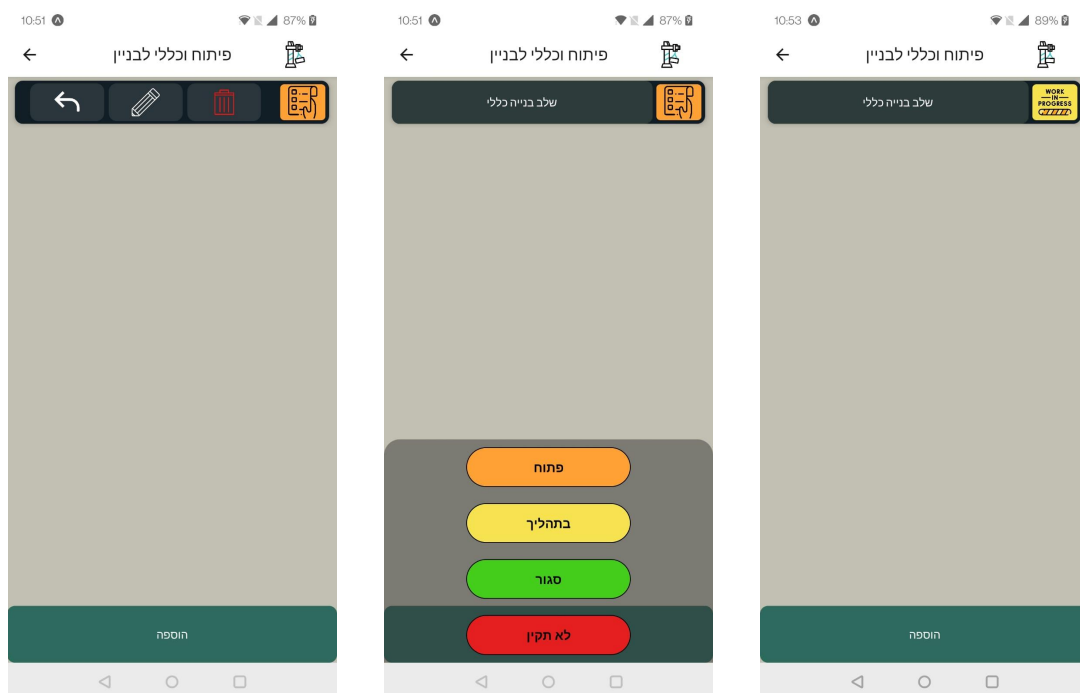 10:51 87%
פיתוח וכללי לבניין
הוספה
10:51 87%
פיתוח וכללי לבניין
שלב בנייה כללי
פתוח
בתהליך
סגור
לא תקין
10:53 89%
פיתוח וכללי לבניין
שלב בנייה כללי
WORK
IN
PROGRESS
הוספה